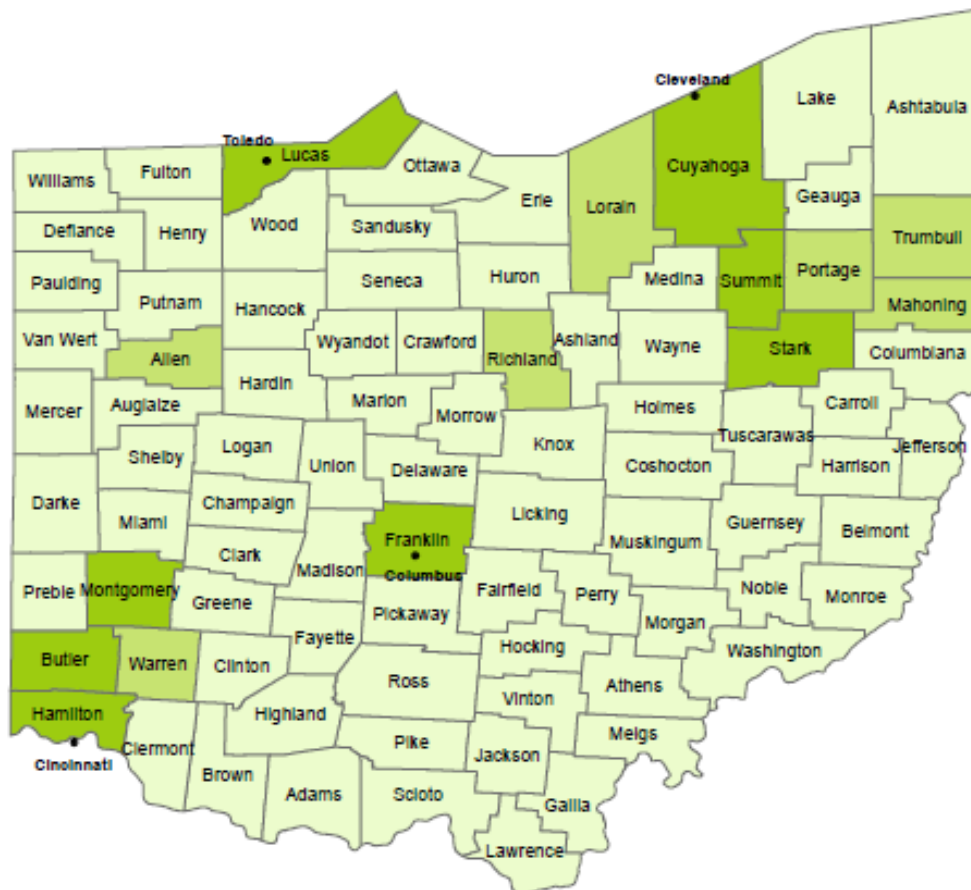 Cleveland
Lake
Ashtabula
Toledo
Lucas
Ottawa
Cuyahoga
Williams
Fulton
Geauga
Erie
Lorain
Defiance
Henry
Wood
Sandusky
Trumbull
Paulding
Seneca
Huron
Medina
Summit
Portage
Putnam
Hancock
Mahoning
Van Wert
Allen
Wyandot
Crawford
Richland
Ashland
Wayne
Stark
Columbiana
Mercer
Auglaize
Hardin
Marion
Morrow
Holmes
Carroll
Tuscarawas
Jefferson
Shelby
Logan
Union
Delaware
Knox
Coshocton
Harrison
Darke
Miami
Champaign
Licking
Guernsey
Belmont
Clark
Franklin
Muskingum
Columbus
Preble
Montgomery
Greene
Madison
Pickaway
Fairfield
Perry
Noble
Monroe
Morgan
Fayette
Hocking
Washington
Butler
Warren
Clinton
Ross
Athens
Hamilton
Highland
Vinton
Meigs
Cincinnati
Clermont
Pike
Jackson
Brown
Adams
Scioto
Gallia
Lawrence